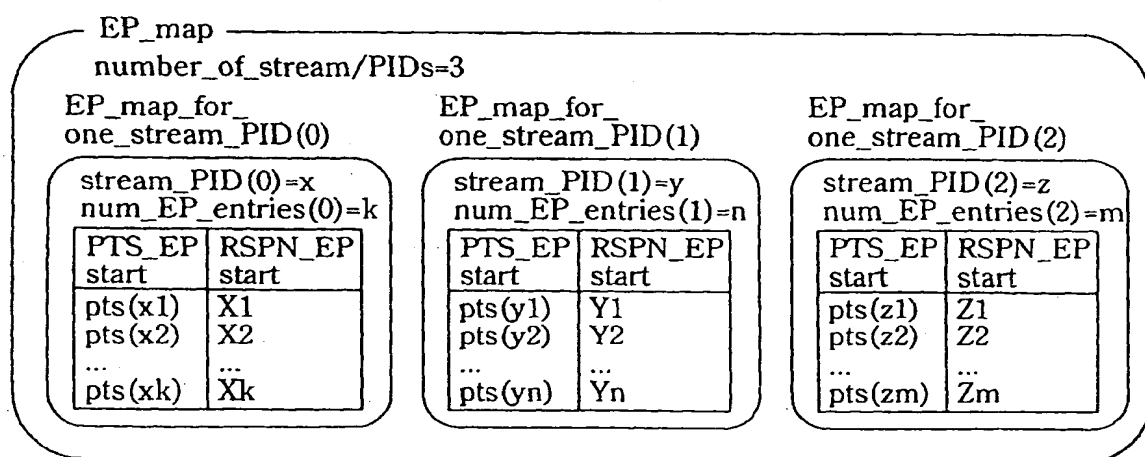 EP_map
number_of_stream/PIDs=3
EP_map_for_
one_stream_PID(0)
stream_PID(0)=x
num_EP_entries(0)=k
PTS_EP RSPN_EP
start start
pts(x1) X1
pts(x2) X2
... ...
pts(xk) Xk
EP_map_for_
one_stream_PID(1)
stream_PID(1)=y
num_EP_entries(1)=n
PTS_EP RSPN_EP
start start
pts(y1) Y1
pts(y2) Y2
... ...
pts(yn) Yn
EP_map_for_
one_stream_PID(2)
stream_PID(2)=z
num_EP_entries(2)=m
PTS_EP RSPN_EP
start start
pts(z1) Z1
pts(z2) Z2
... ...
pts(zm) Zm